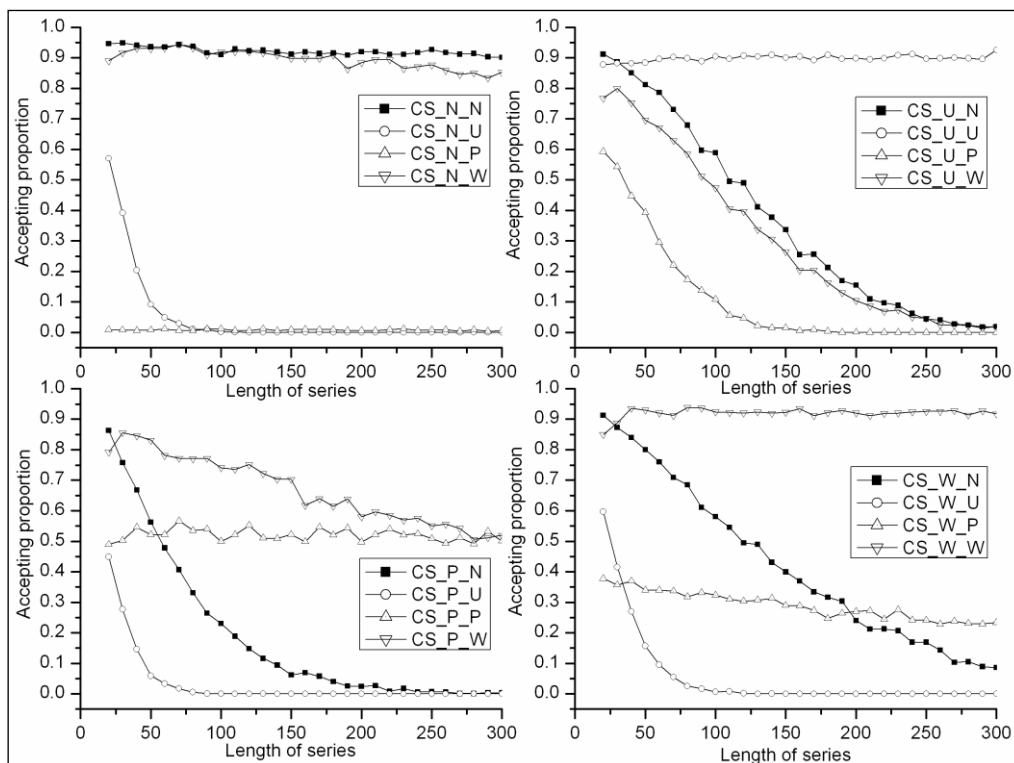 1.0
0.9
0.8
0.7
0.6
0.5
0.4
0.3
0.2
0.1
0.0
Accepting proportion
CS_N_N
CS_N_U
CS_N_P
CS_N_W
0 50 100 150 200 250 300
Length of series
1.0
0.9
0.8
0.7
0.6
0.5
0.4
0.3
0.2
0.1
0.0
Accepting proportion
CS_U_N
CS_U_U
CS_U_P
CS_U_W
0 50 100 150 200 250 300
Length of series
1.0
0.9
0.8
0.7
0.6
0.5
0.4
0.3
0.2
0.1
0.0
Accepting proportion
CS_P_N
CS_P_U
CS_P_P
CS_P_W
0 50 100 150 200 250 300
Length of series
1.0
0.9
0.8
0.7
0.6
0.5
0.4
0.3
0.2
0.1
0.0
Accepting proportion
CS_W_N
CS_W_U
CS_W_P
CS_W_W
0 50 100 150 200 250 300
Length of series